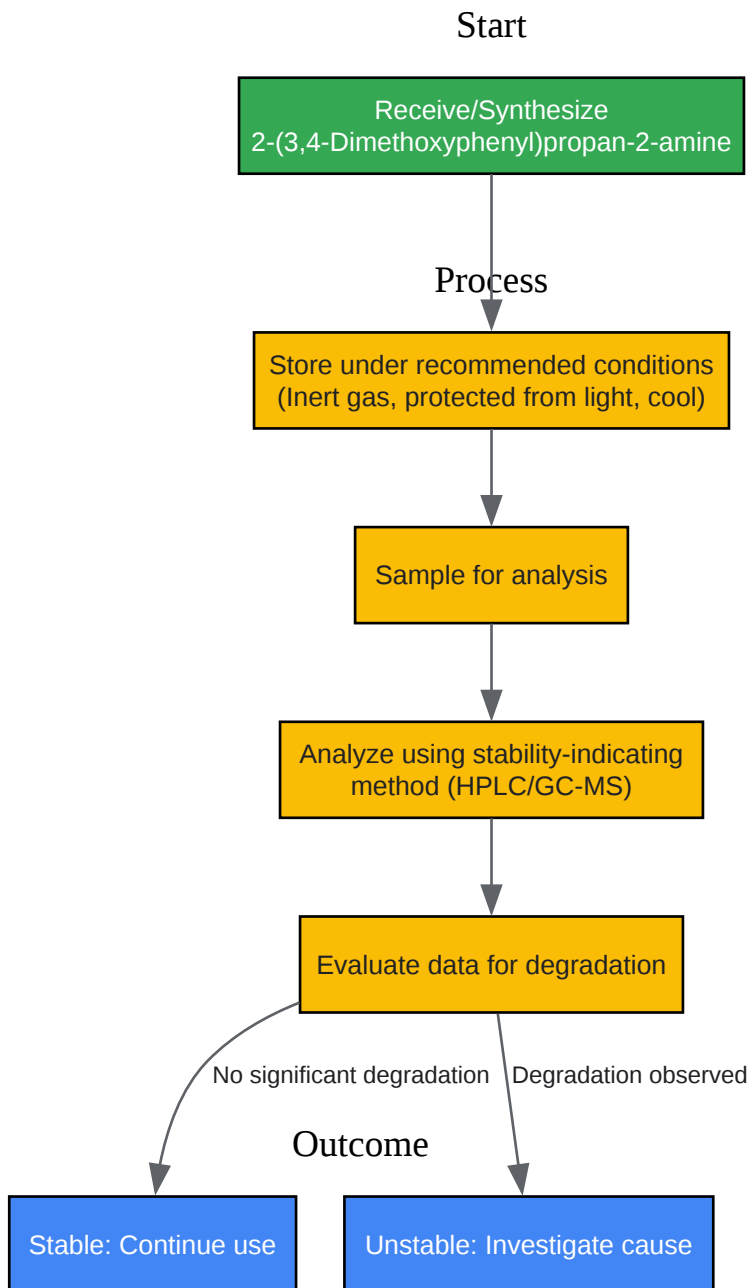 Start
Receive/Synthesize
2-(3,4-Dimethoxyphenyl)propan-2-amine
Process
Store under recommended conditions
(Inert gas, protected from light, cool)
Sample for analysis
Analyze using stability-indicating
method (HPLC/GC-MS)
Evaluate data for degradation
No significant degradation
Degradation observed
Outcome
Stable: Continue use
Unstable: Investigate cause